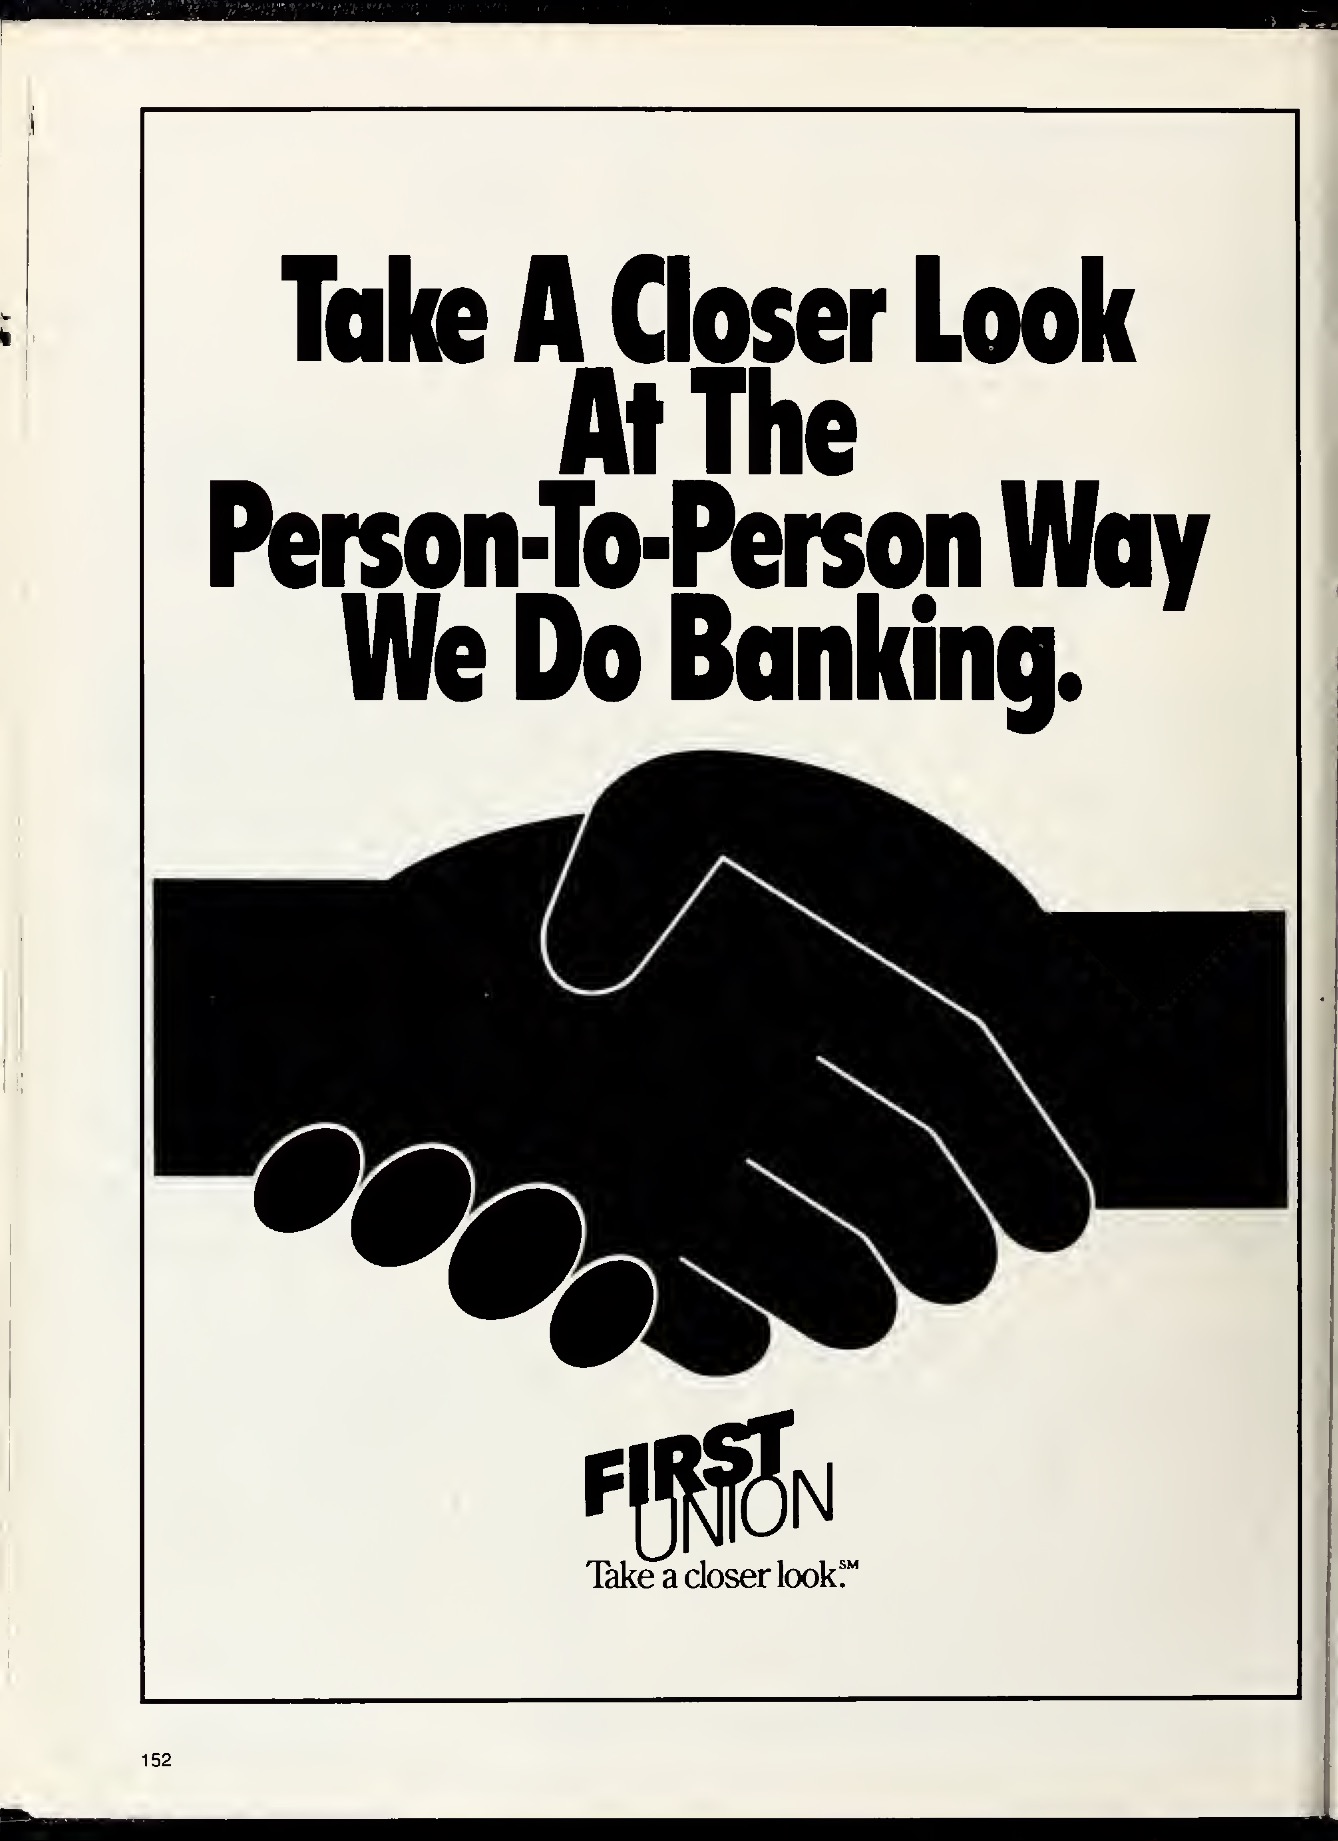 Take A Closer Look
At The
Person-To-Person Way
We Do Banking.
FIRST
UNION
Take a closer look.℠
152